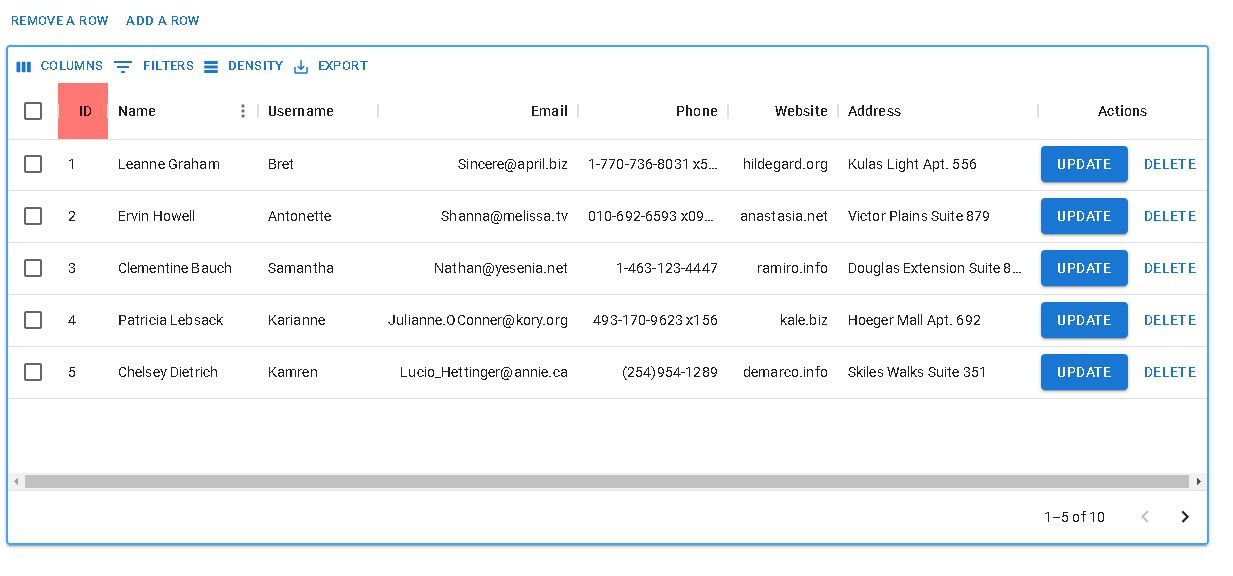 REMOVE A ROW ADD A ROW
COLUMNS FILTERS DENSITY EXPORT
ID Name Username Email Phone Website Address Actions
1 Leanne Graham Bret Sincere@april.biz 1-770-736-8031 x5... hildegard.org Kulas Light Apt. 556 UPDATE DELETE
2 Ervin Howell Antonette Shanna@melissa.tv 010-692-6593 x09... anastasia.net Victor Plains Suite 879 UPDATE DELETE
3 Clementine Bauch Samantha Nathan@yesenia.net 1-463-123-4447 ramiro.info Douglas Extension Suite 8... UPDATE DELETE
4 Patricia Lebsack Karianne Julianne.OConner@kory.org 493-170-9623 x156 kale.biz Hoeger Mall Apt. 692 UPDATE DELETE
5 Chelsey Dietrich Kamren Lucio_Hettinger@annie.ca (254)954-1289 demarco.info Skiles Walks Suite 351 UPDATE DELETE
1–5 of 10